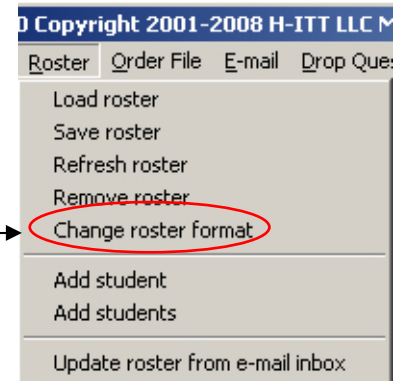 0 Copyright 2001-2008 H-ITT LLC M
Roster Order File E-mail Drop Ques
Load roster
Save roster
Refresh roster
Remove roster
Change roster format
Add student
Add students
Update roster from e-mail inbox